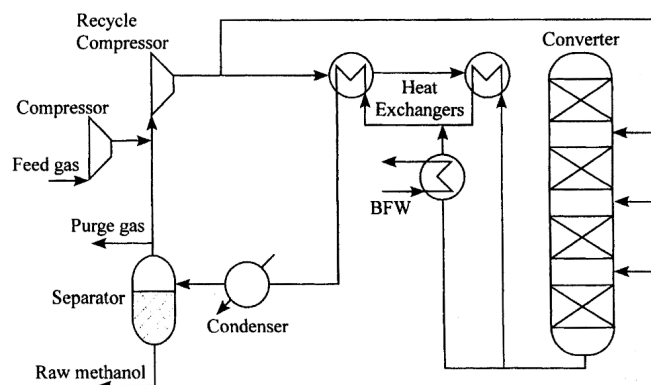 Recycle
Compressor
Converter
Compressor
Heat
Exchangers
Feed gas
BFW
Purge gas
Separator
Condenser
Raw methanol